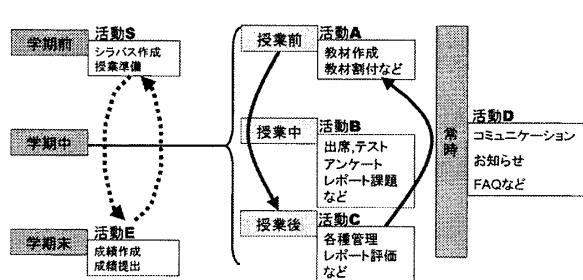 学期前
活動S
シラバス作成
授業準備
学期中
学期末
活動E
成績作成
成績提出
授業前
活動A
教材作成
教材割付など
授業中
活動B
出席,テスト
アンケート
レポート課題
など
授業後
活動C
各種管理
レポート評価
など
常時
活動D
コミュニケーション
お知らせ
FAQなど